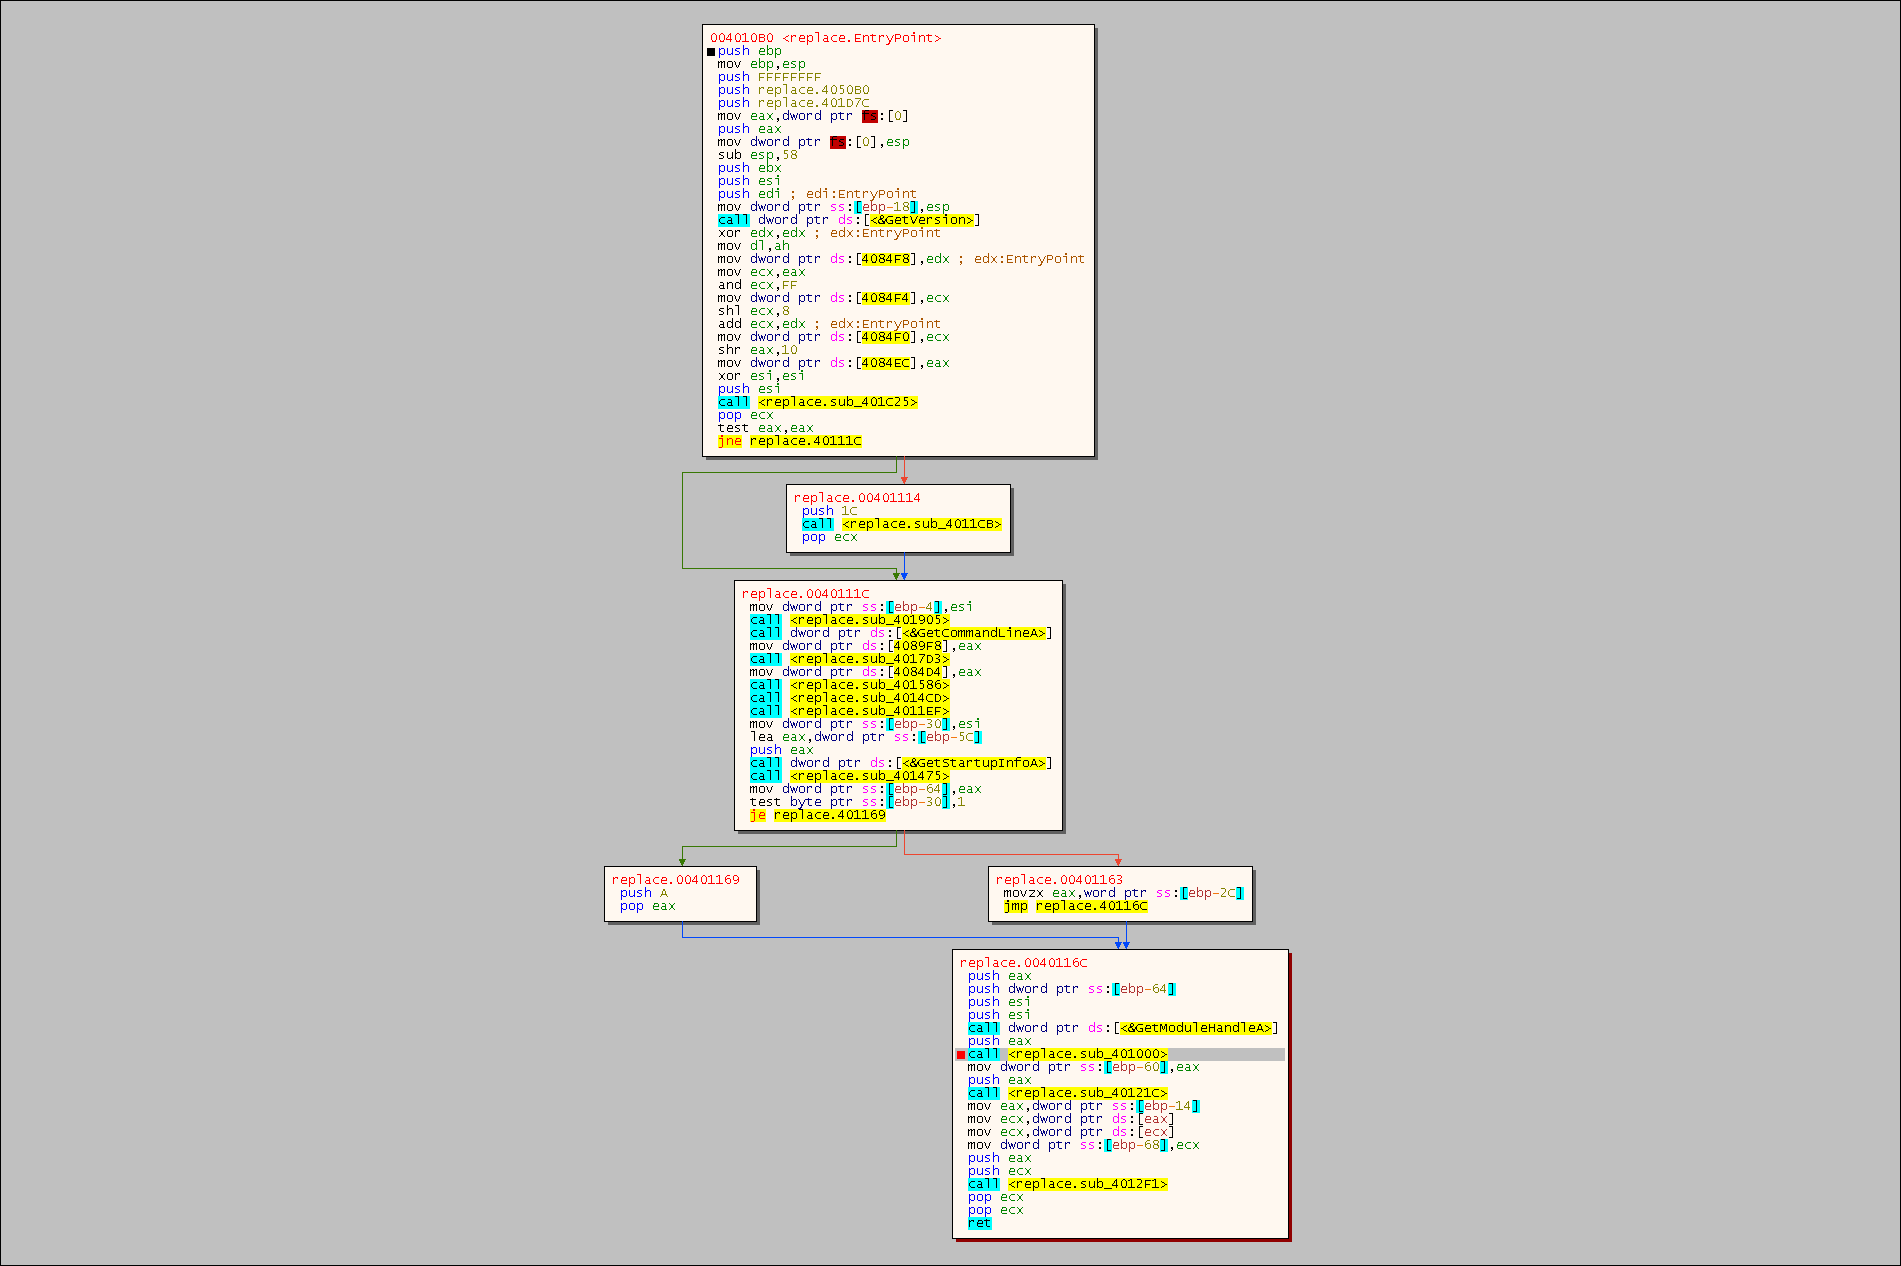 004010B0 <replace.EntryPoint>
push ebp
mov ebp,esp
push FFFFFFFF
push replace.4050B0
push replace.401D7C
mov eax,dword ptr fs:[0]
push eax
mov dword ptr fs:[0],esp
sub esp,58
push ebx
push esi
push edi ; edi:EntryPoint
mov dword ptr ss:[ebp-18],esp
call dword ptr ds:[<&GetVersion>]
xor edx,edx ; edx:EntryPoint
mov dl,ah
mov dword ptr ds:[4084F8],edx ; edx:EntryPoint
mov ecx,eax
and ecx,FF
mov dword ptr ds:[4084F4],ecx
shl ecx,8
add ecx,edx ; edx:EntryPoint
mov dword ptr ds:[4084F0],ecx
shr eax,10
mov dword ptr ds:[4084EC],eax
xor esi,esi
push esi
call <replace.sub_401C25>
pop ecx
test eax,eax
jne replace.40111C
replace.00401114
push 1C
call <replace.sub_4011CB>
pop ecx
replace.0040111C
mov dword ptr ss:[ebp-4],esi
call <replace.sub_401905>
call dword ptr ds:[<&GetCommandLineA>]
mov dword ptr ds:[4089F8],eax
call <replace.sub_4017D3>
mov dword ptr ds:[4084D4],eax
call <replace.sub_401586>
call <replace.sub_4014CD>
call <replace.sub_4011EF>
mov dword ptr ss:[ebp-30],esi
lea eax,dword ptr ss:[ebp-5C]
push eax
call dword ptr ds:[<&GetStartupInfoA>]
call <replace.sub_401475>
mov dword ptr ss:[ebp-64],eax
test byte ptr ss:[ebp-30],1
je replace.401169
replace.00401169
push A
pop eax
replace.00401163
movzx eax,word ptr ss:[ebp-2C]
jmp replace.40116C
replace.0040116C
push eax
push dword ptr ss:[ebp-64]
push esi
push esi
call dword ptr ds:[<&GetModuleHandleA>]
push eax
call <replace.sub_401000>
mov dword ptr ss:[ebp-60],eax
push eax
call <replace.sub_40121C>
mov eax,dword ptr ss:[ebp-14]
mov ecx,dword ptr ds:[eax]
mov ecx,dword ptr ds:[ecx]
mov dword ptr ss:[ebp-68],ecx
push eax
push ecx
call <replace.sub_4012F1>
pop ecx
pop ecx
ret